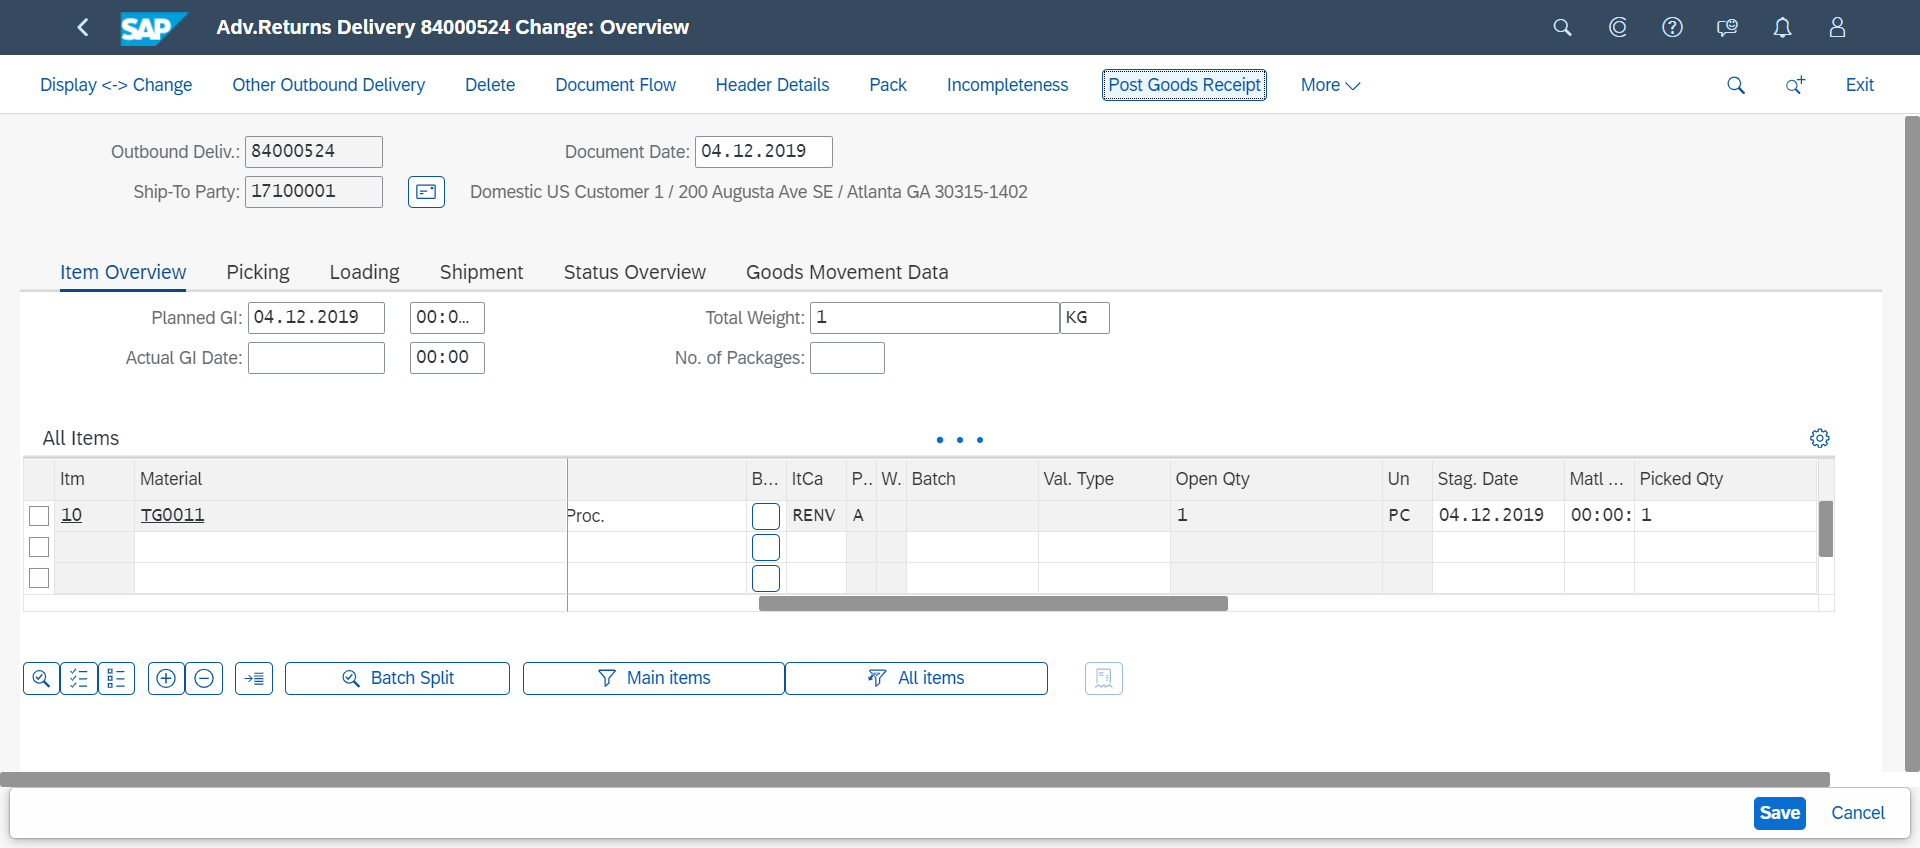 SAP Adv.Returns Delivery 84000524 Change: Overview
Display <-> Change Other Outbound Delivery Delete Document Flow Header Details Pack Incompleteness Post Goods Receipt More Exit
Outbound Deliv.: 84000524 Document Date: 04.12.2019
Ship-To Party: 17100001 Domestic US Customer 1 / 200 Augusta Ave SE / Atlanta GA 30315-1402
Item Overview Picking Loading Shipment Status Overview Goods Movement Data
Planned GI: 04.12.2019 00:0... Total Weight: 1 KG
Actual GI Date: 00:00 No. of Packages:
All Items
Itm Material B... ItCa P.. W. Batch Val. Type Open Qty Un Stag. Date Matl ... Picked Qty
10 TG0011 Proc. RENV A 1 PC 04.12.2019 00:00: 1
Batch Split Main items All items
Save Cancel